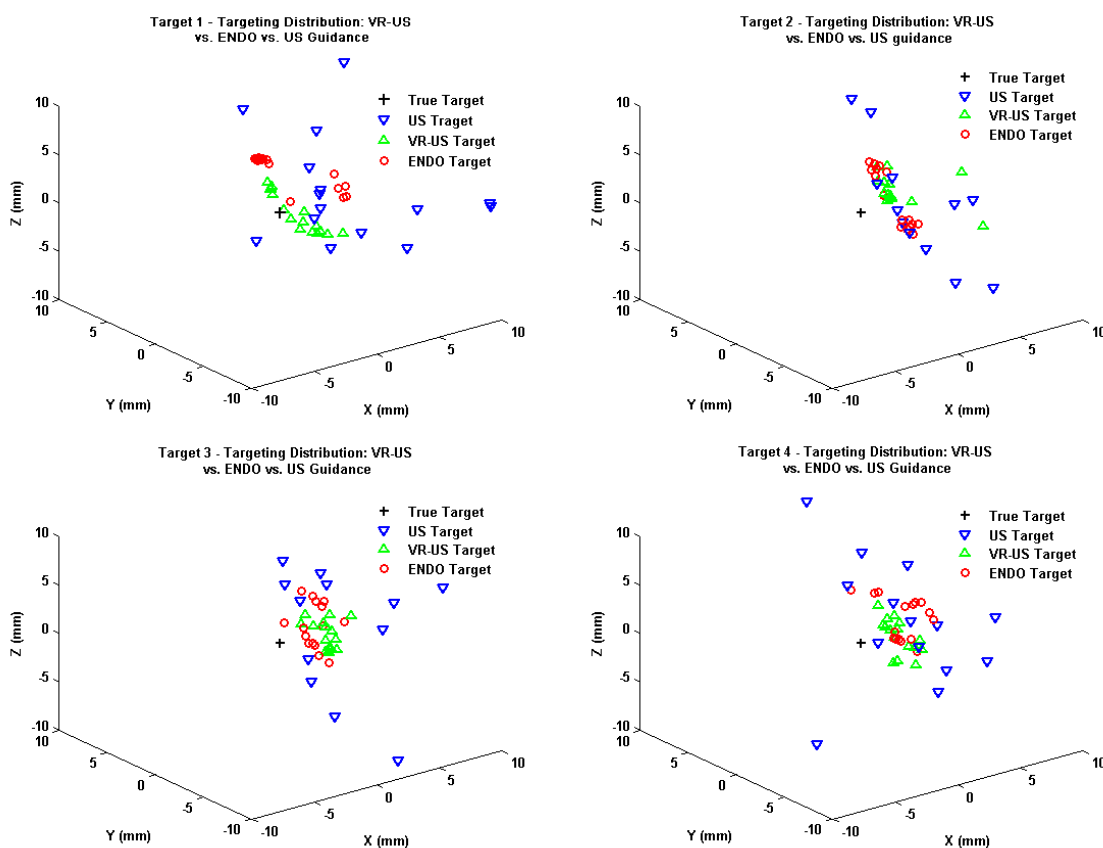 Target 1 - Targeting Distribution: VR-US
vs. ENDO vs. US Guidance
True Target
US Traget
VR-US Target
ENDO Target
10
5
0
-5
-10
Z (mm)
10
5
0
-5
-10
Y (mm)
-10
-5
0
5
10
X (mm)
Target 2 - Targeting Distribution: VR-US
vs. ENDO vs. US guidance
True Target
US Target
VR-US Target
ENDO Target
10
5
0
-5
-10
Z (mm)
10
5
0
-5
-10
Y (mm)
-10
-5
0
5
10
X (mm)
Target 3 - Targeting Distribution: VR-US
vs. ENDO vs. US Guidance
True Target
US Target
VR-US Target
ENDO Target
10
5
0
-5
-10
Z (mm)
10
5
0
-5
-10
Y (mm)
-10
-5
0
5
10
X (mm)
Target 4 - Targeting Distribution: VR-US
vs. ENDO vs. US Guidance
True Target
US Target
VR-US Target
ENDO Target
10
5
0
-5
-10
Z (mm)
10
5
0
-5
-10
Y (mm)
-10
-5
0
5
10
X (mm)